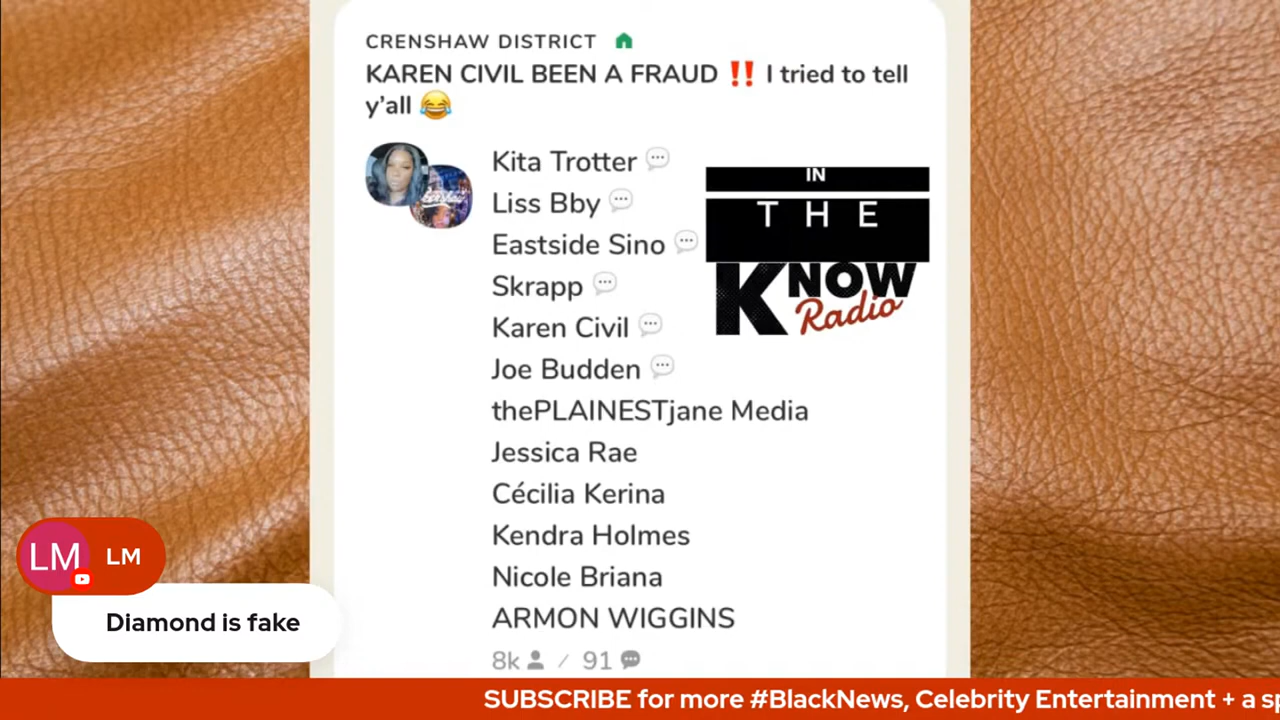 CRENSHAW DISTRICT
KAREN CIVIL BEEN A FRAUD ‼️ I tried to tell
y'all 😂
Kita Trotter
Liss Bby
Eastside Sino
Skrapp
Karen Civil
Joe Budden
thePLAINESTjane Media
Jessica Rae
Cécilia Kerina
Kendra Holmes
Nicole Briana
ARMON WIGGINS
8k / 91
IN
THE
KNOW
Radio
LM LM
Diamond is fake
SUBSCRIBE for more #BlackNews, Celebrity Entertainment + a